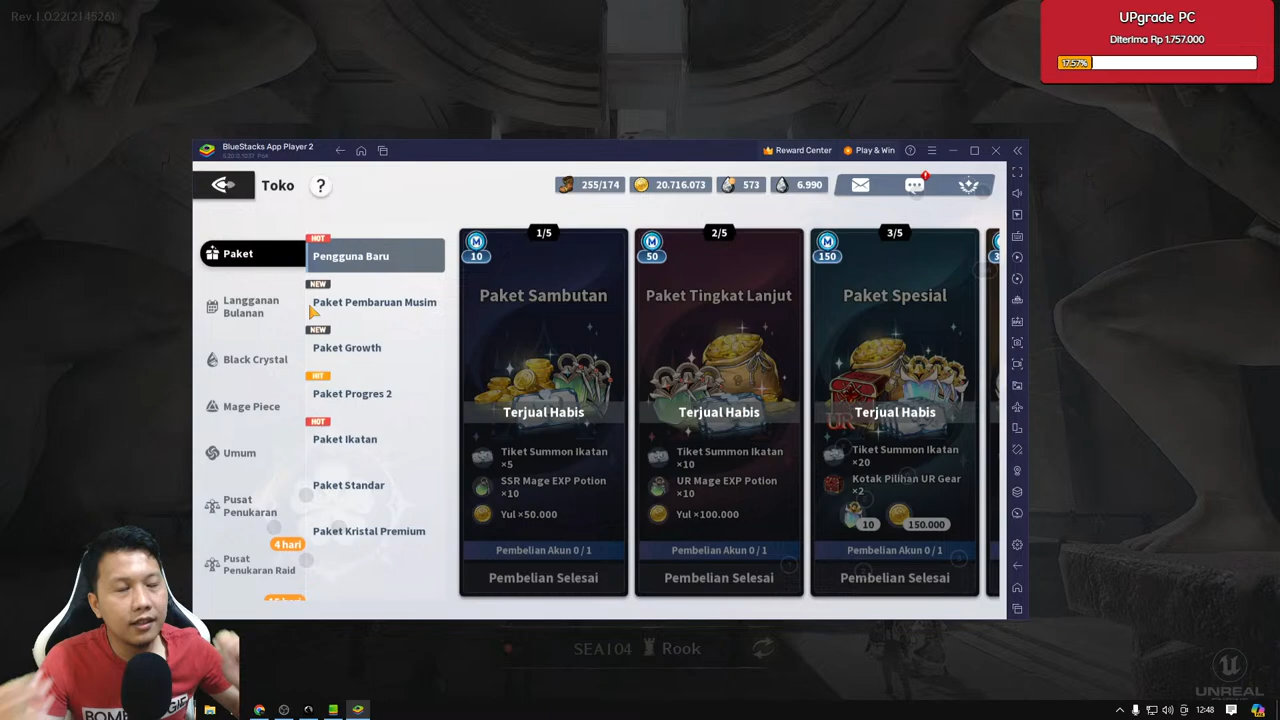 Rev.1.0.22(214526)
UPgrade PC
Diterima Rp 1.757.000
17.57%
BlueStacks App Player 2
Reward Center
Play & Win
Toko
?
255/174
20.716.073
573
6.990
Paket
Langganan
Bulanan
Black Crystal
Mage Piece
Umum
Pusat
Penukaran
4 hari
Pusat
Penukaran Raid
HOT
Pengguna Baru
NEW
Paket Pembaruan Musim
NEW
Paket Growth
HOT
Paket Progres 2
HOT
Paket Ikatan
Paket Standar
Paket Kristal Premium
1/5
M
10
Paket Sambutan
Terjual Habis
Tiket Summon Ikatan
×5
SSR Mage EXP Potion
×10
Yul ×50.000
Pembelian Akun 0 / 1
Pembelian Selesai
2/5
M
50
Paket Tingkat Lanjut
Terjual Habis
Tiket Summon Ikatan
×10
UR Mage EXP Potion
×10
Yul ×100.000
Pembelian Akun 0 / 1
Pembelian Selesai
3/5
M
150
Paket Spesial
UR
Terjual Habis
Tiket Summon Ikatan
×20
Kotak Pilihan UR Gear
×2
10
150.000
Pembelian Akun 0 / 1
Pembelian Selesai
SEA104
Rook
UNREAL
12:48